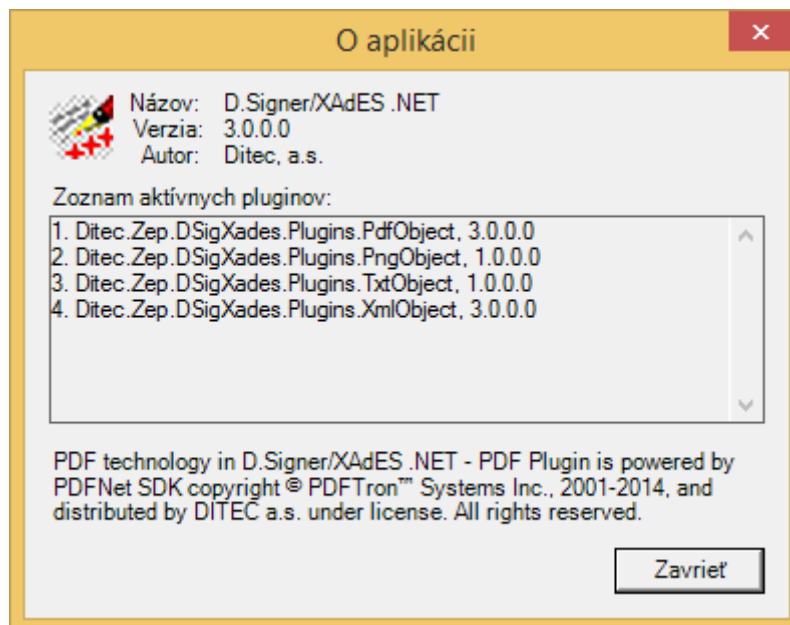 O aplikácii
Názov: D.Signer/XAdES .NET
Verzia: 3.0.0.0
Autor: Ditec, a.s.
Zoznam aktívnych pluginov:
1. Ditec.Zep.DSigXades.Plugins.PdfObject, 3.0.0.0
2. Ditec.Zep.DSigXades.Plugins.PngObject, 1.0.0.0
3. Ditec.Zep.DSigXades.Plugins.TxtObject, 1.0.0.0
4. Ditec.Zep.DSigXades.Plugins.XmlObject, 3.0.0.0
PDF technology in D.Signer/XAdES .NET - PDF Plugin is powered by
PDFNet SDK copyright © PDFTron™ Systems Inc., 2001-2014, and
distributed by DITEC a.s. under license. All rights reserved.
Zavrieť